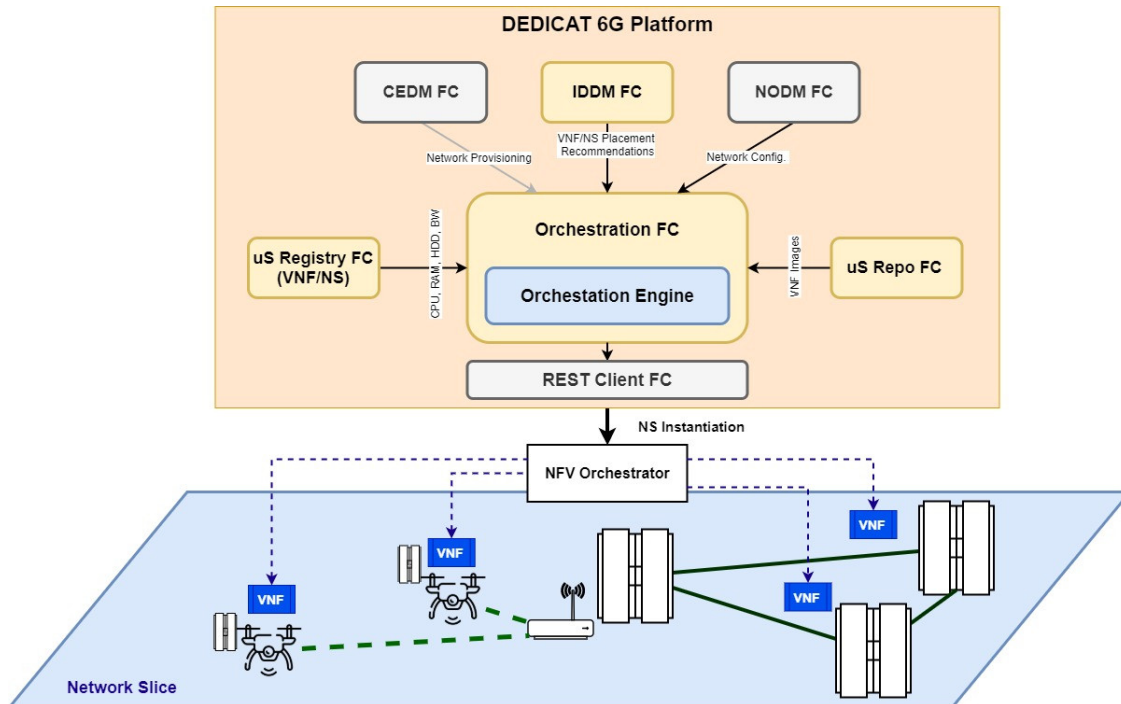 DEDICAT 6G Platform
CEDM FC
IDDM FC
NODM FC
Network Provisioning
VNF/NS Placement
Recommendations
Network Config.
Orchestration FC
uS Registry FC
(VNF/NS)
CPU, RAM, HDD, BW
Orchestation Engine
VNF Images
uS Repo FC
REST Client FC
NS Instantiation
NFV Orchestrator
VNF
VNF
VNF
VNF
Network Slice